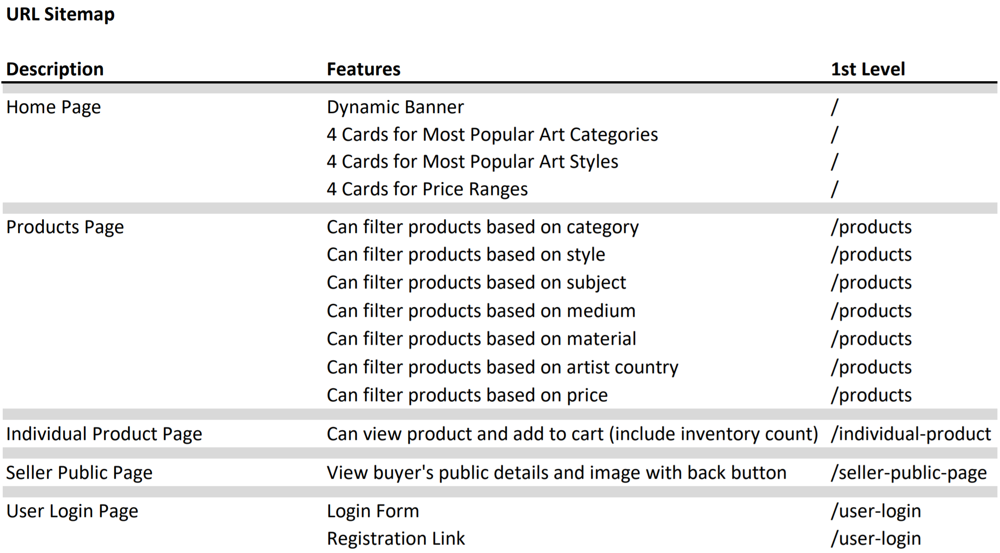 URL Sitemap
Description Features 1st Level
Home Page Dynamic Banner /
4 Cards for Most Popular Art Categories /
4 Cards for Most Popular Art Styles /
4 Cards for Price Ranges /
Products Page Can filter products based on category /products
Can filter products based on style /products
Can filter products based on subject /products
Can filter products based on medium /products
Can filter products based on material /products
Can filter products based on artist country /products
Can filter products based on price /products
Individual Product Page Can view product and add to cart (include inventory count) /individual-product
Seller Public Page View buyer's public details and image with back button /seller-public-page
User Login Page Login Form /user-login
Registration Link /user-login